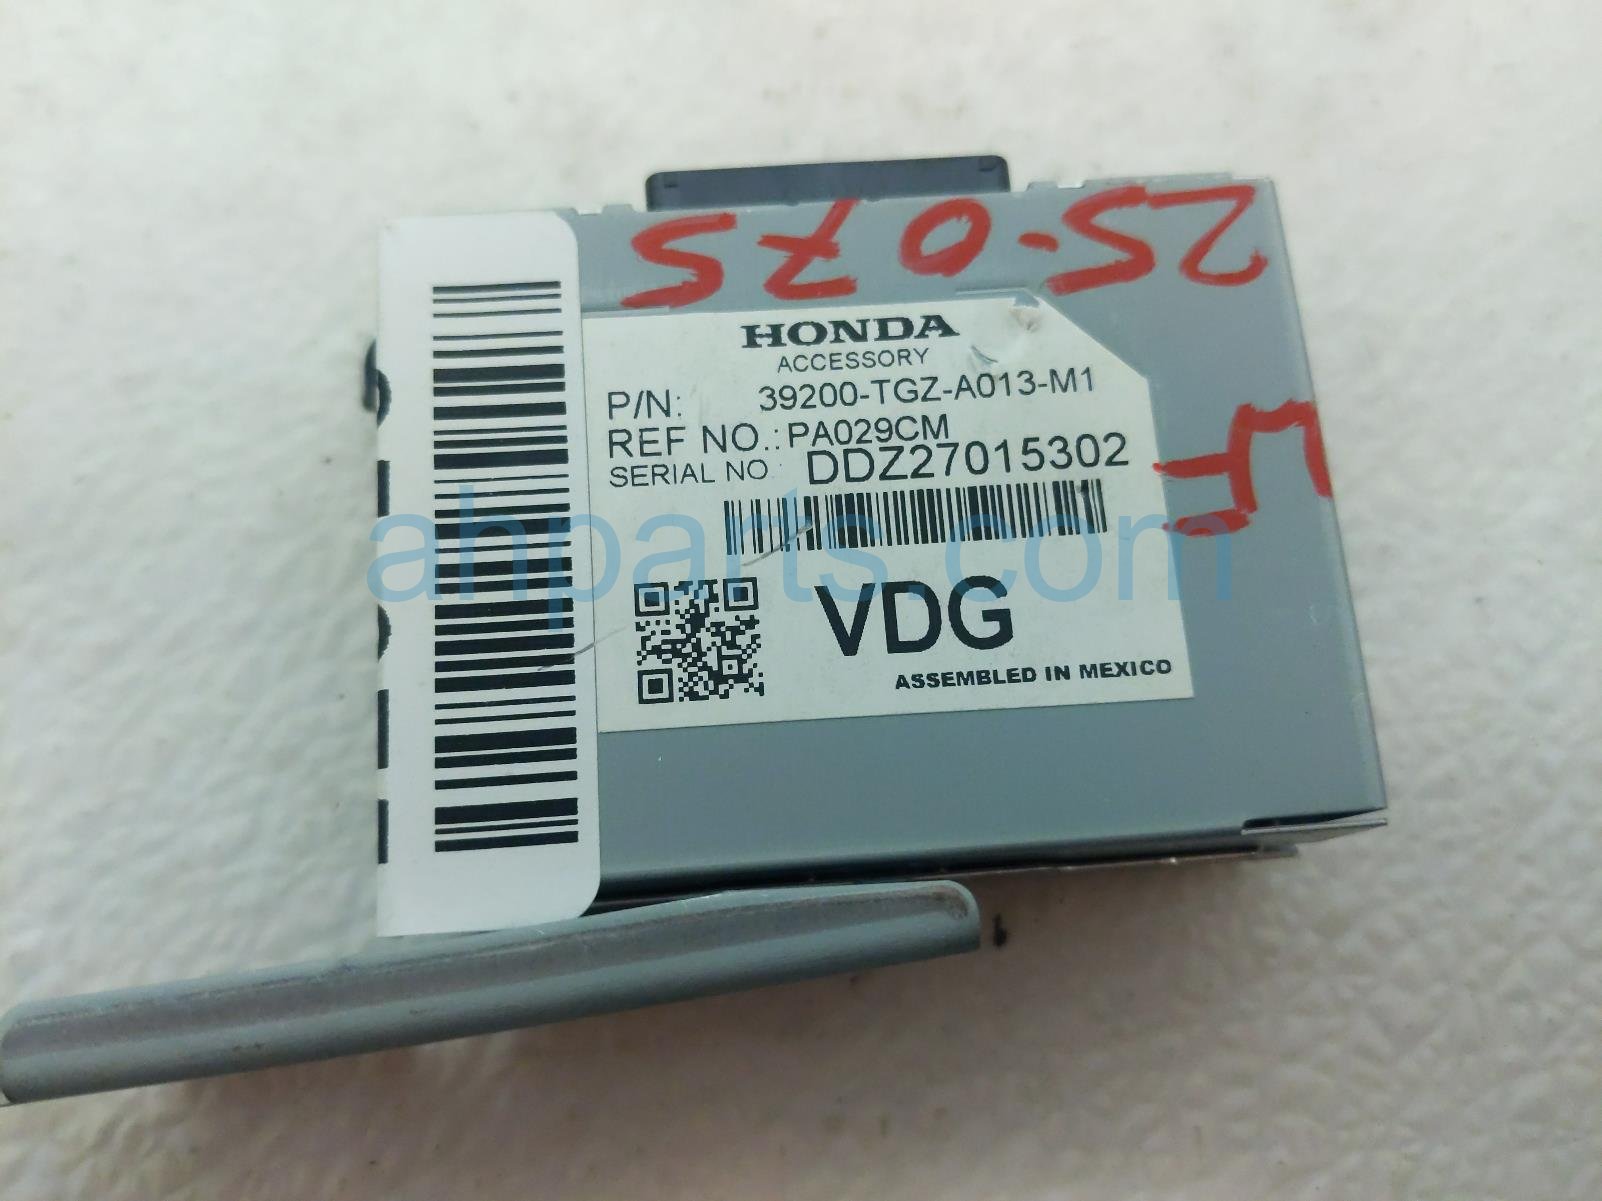 25-075
HONDA
ACCESSORY
P/N: 39200-TGZ-A013-M1
REF NO.: PA029CM
SERIAL NO: DDZ27015302
LF
ahparts.com
VDG
ASSEMBLED IN MEXICO